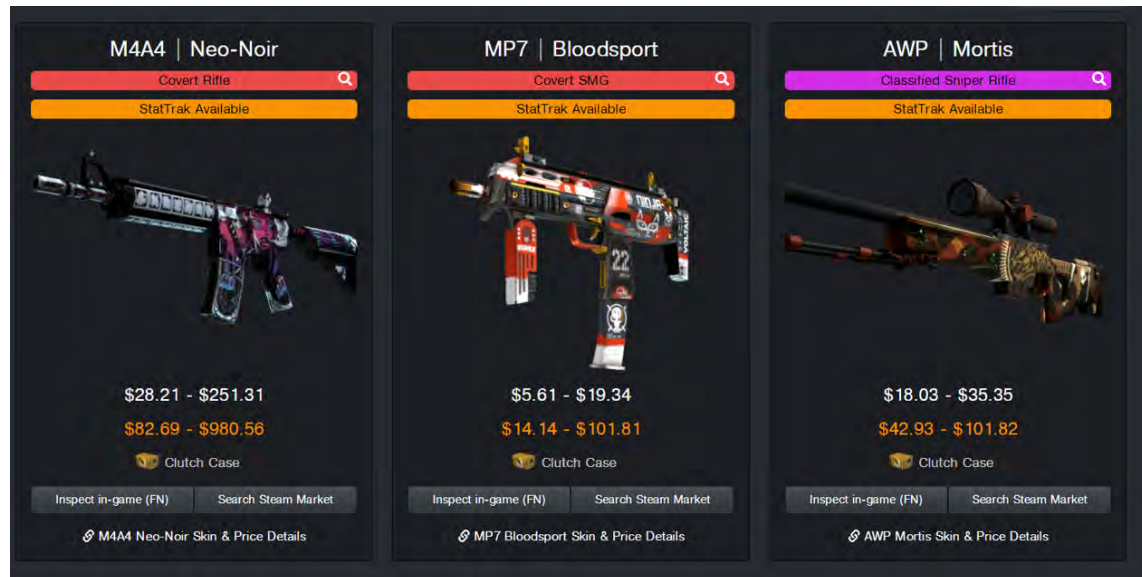 M4A4 | Neo-Noir
Covert Rifle
StatTrak Available
$28.21 - $251.31
$82.69 - $980.56
Clutch Case
Inspect in-game (FN)
Search Steam Market
M4A4 Neo-Noir Skin & Price Details
MP7 | Bloodsport
Covert SMG
StatTrak Available
NINJA
VOLTAIC
22
$5.61 - $19.34
$14.14 - $101.81
Clutch Case
Inspect in-game (FN)
Search Steam Market
MP7 Bloodsport Skin & Price Details
AWP | Mortis
Classified Sniper Rifle
StatTrak Available
$18.03 - $35.35
$42.93 - $101.82
Clutch Case
Inspect in-game (FN)
Search Steam Market
AWP Mortis Skin & Price Details